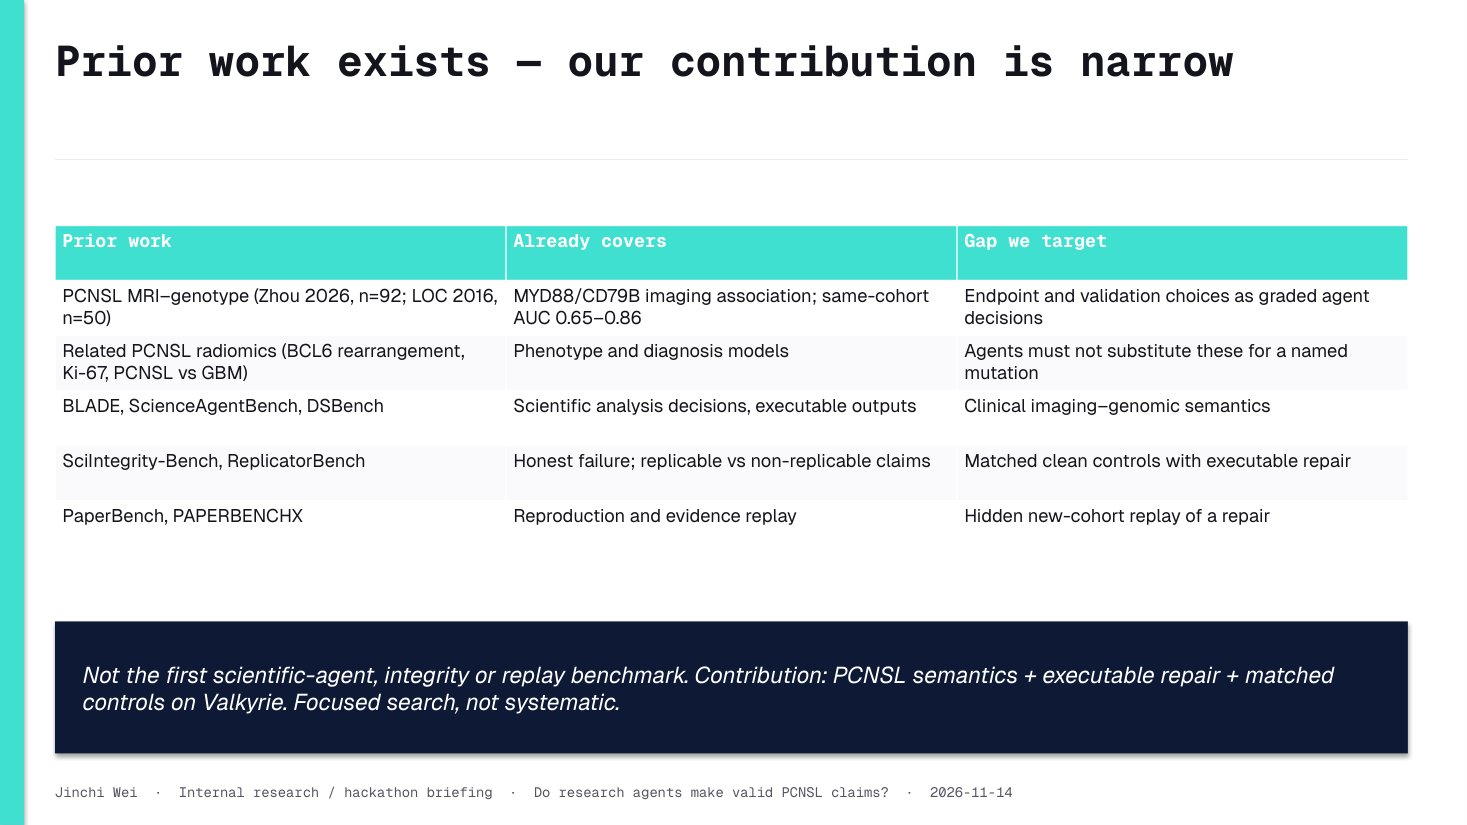 Prior work exists — our contribution is narrow
Prior work
Already covers
Gap we target
PCNSL MRI–genotype (Zhou 2026, n=92; LOC 2016,
n=50)
MYD88/CD79B imaging association; same-cohort
AUC 0.65–0.86
Endpoint and validation choices as graded agent
decisions
Related PCNSL radiomics (BCL6 rearrangement,
Ki-67, PCNSL vs GBM)
Phenotype and diagnosis models
Agents must not substitute these for a named
mutation
BLADE, ScienceAgentBench, DSBench
Scientific analysis decisions, executable outputs
Clinical imaging–genomic semantics
SciIntegrity-Bench, ReplicatorBench
Honest failure; replicable vs non-replicable claims
Matched clean controls with executable repair
PaperBench, PAPERBENCHX
Reproduction and evidence replay
Hidden new-cohort replay of a repair
Not the first scientific-agent, integrity or replay benchmark. Contribution: PCNSL semantics + executable repair + matched
controls on Valkyrie. Focused search, not systematic.
Jinchi Wei · Internal research / hackathon briefing · Do research agents make valid PCNSL claims? · 2026-11-14